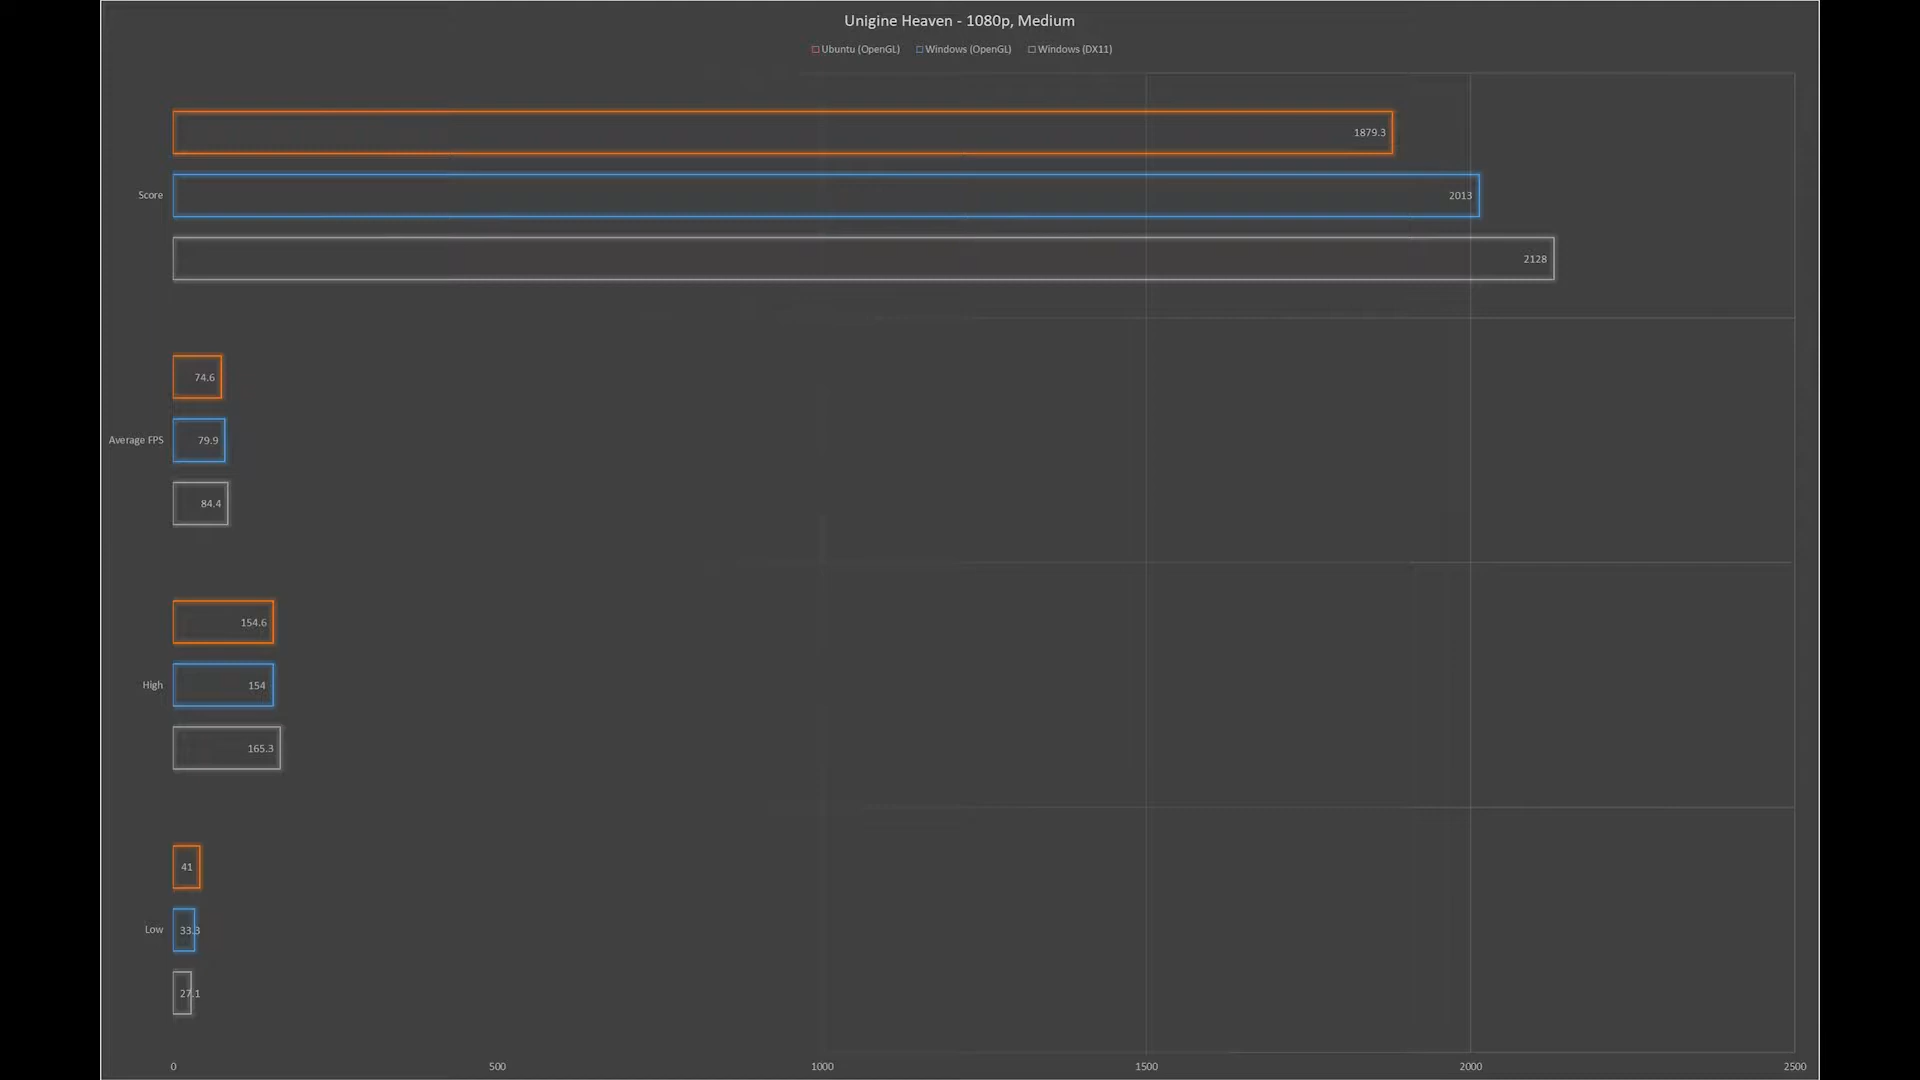 Unigine Heaven - 1080p, Medium
Ubuntu (OpenGL) Windows (OpenGL) Windows (DX11)
1879.3
Score 2013
2128
74.6
Average FPS 79.9
84.4
154.6
High 154
165.3
41
Low 33.3
27.1
0 500 1000 1500 2000 2500